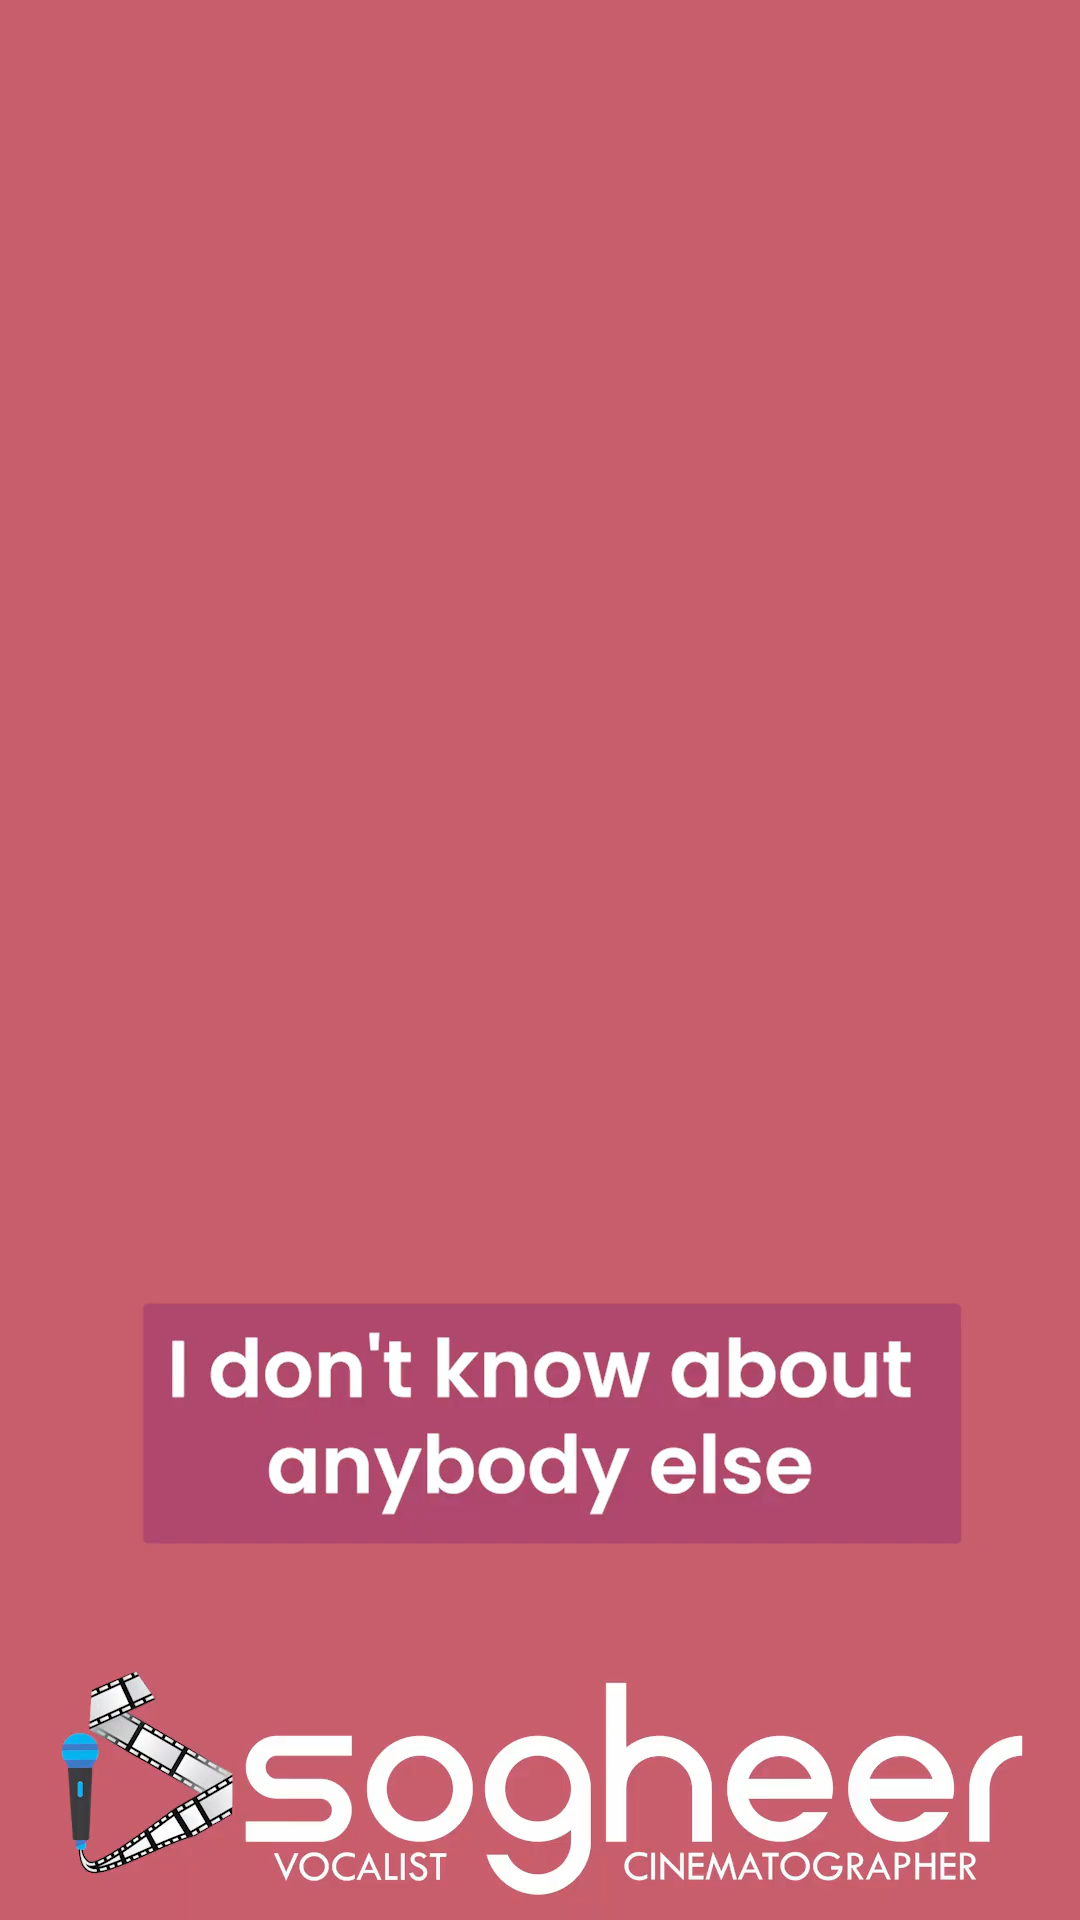 I don't know about
anybody else
sogheer
VOCALIST
CINEMATOGRAPHER